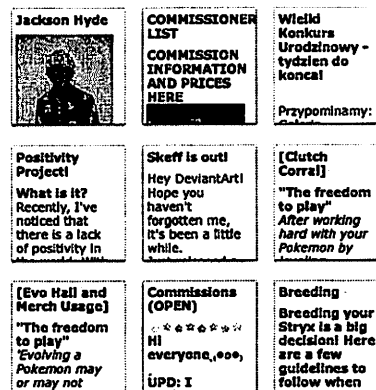 Jackson Hyde
COMMISSIONER
LIST
COMMISSION
INFORMATION
AND PRICES
HERE
Wielki
Konkurs
Urodzinowy -
tydzien do
konca!
Przypominamy:
Positivity
Project!
What is it?
Recently, I've
noticed that
there is a lack
of positivity in
Skeff is out!
Hey DeviantArt!
Hope you
haven't
forgotten me,
it's been a little
while.
[Clutch
Corral]
"The freedom
to play"
After working
hard with your
Pokemon by
[Evo Hall and
Merch Usage]
"The freedom
to play"
"Evolving a
Pokemon may
or may not
Commissions
(OPEN)
Hi
everyone,
UPD: I
Breeding
Breeding your
Stryx is a big
decision! Here
are a few
guidelines to
follow when